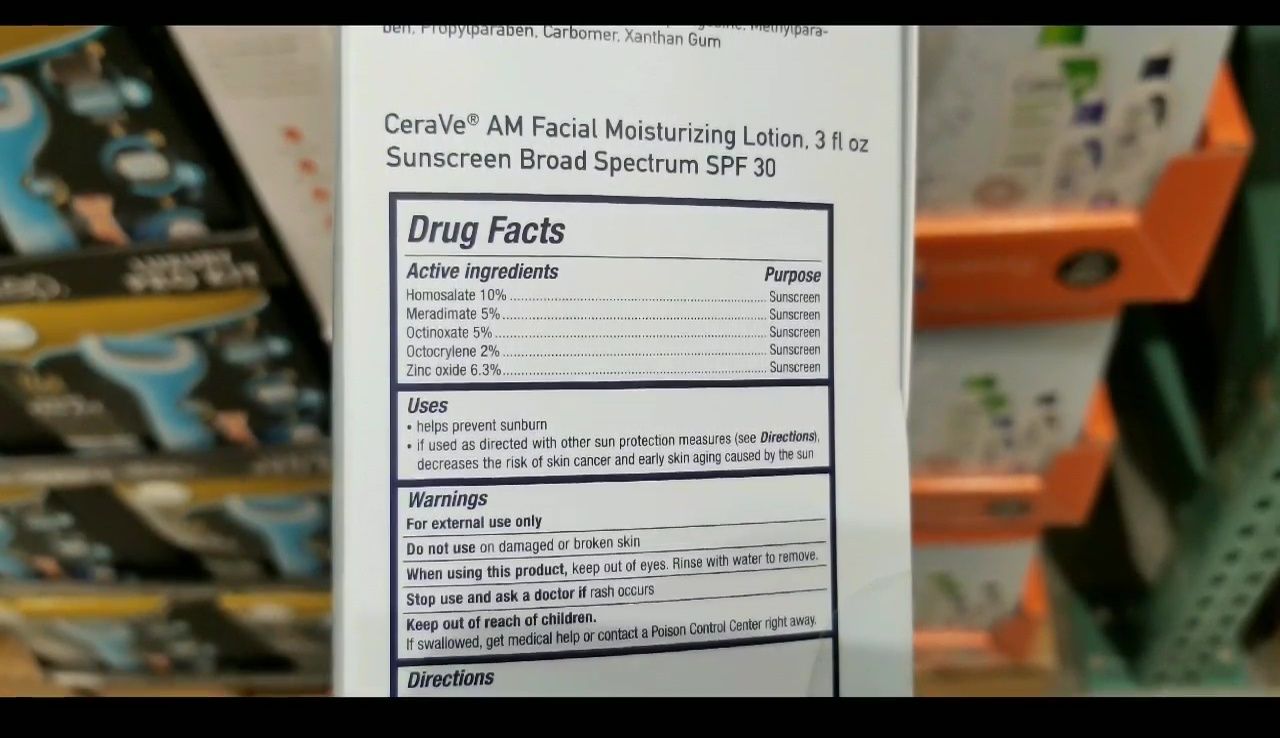 ben, Propylparaben, Carbomer, Xanthan Gum
Methylpara-
CeraVe® AM Facial Moisturizing Lotion, 3 fl oz
Sunscreen Broad Spectrum SPF 30
Drug Facts
Active ingredients Purpose
Homosalate 10% Sunscreen
Meradimate 5% Sunscreen
Octinoxate 5% Sunscreen
Octocrylene 2% Sunscreen
Zinc oxide 6.3% Sunscreen
Uses
• helps prevent sunburn
• if used as directed with other sun protection measures (see Directions),
decreases the risk of skin cancer and early skin aging caused by the sun
Warnings
For external use only
Do not use on damaged or broken skin
When using this product, keep out of eyes. Rinse with water to remove.
Stop use and ask a doctor if rash occurs
Keep out of reach of children.
If swallowed, get medical help or contact a Poison Control Center right away.
Directions